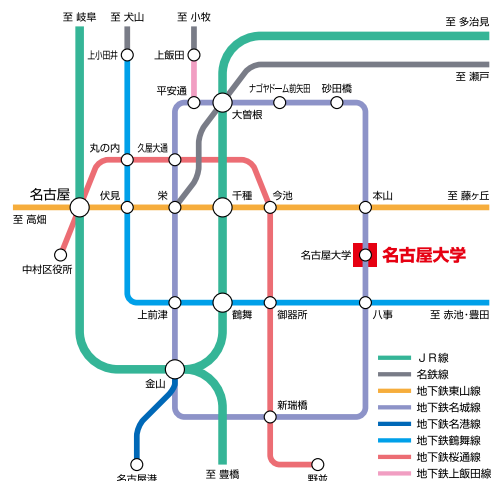 至 岐阜
至 犬山
至 小牧
至 多治見
上小田井
上飯田
至 瀬戸
平安通
ナゴヤドーム前矢田
砂田橋
大曽根
丸の内
久屋大通
名古屋
伏見
栄
千種
今池
本山
至 藤ヶ丘
至 高畑
中村区役所
名古屋大学
名古屋大学
上前津
鶴舞
御器所
八事
至 赤池・豊田
金山
新瑞橋
名古屋港
至 豊橋
野並
JR線
名鉄線
地下鉄東山線
地下鉄名城線
地下鉄名港線
地下鉄鶴舞線
地下鉄桜通線
地下鉄上飯田線